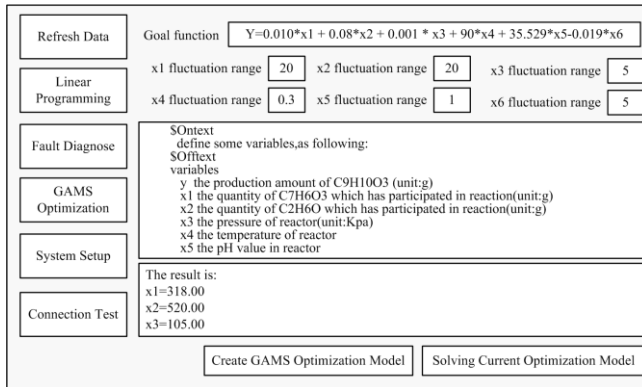 Refresh Data
Linear
Programming
Fault Diagnose
GAMS
Optimization
System Setup
Connection Test
Goal function
Y=0.010*x1 + 0.08*x2 + 0.001 * x3 + 90*x4 + 35.529*x5-0.019*x6
x1 fluctuation range 20 x2 fluctuation range 20 x3 fluctuation range 5
x4 fluctuation range 0.3 x5 fluctuation range 1 x6 fluctuation range 5
$Ontext
define some variables,as following:
$Offtext
variables
y the production amount of C9H10O3 (unit:g)
x1 the quantity of C7H6O3 which has participated in reaction(unit:g)
x2 the quantity of C2H6O which has participated in reaction(unit:g)
x3 the pressure of reactor(unit:Kpa)
x4 the temperature of reactor
x5 the pH value in reactor
The result is:
x1=318.00
x2=520.00
x3=105.00
Create GAMS Optimization Model
Solving Current Optimization Model